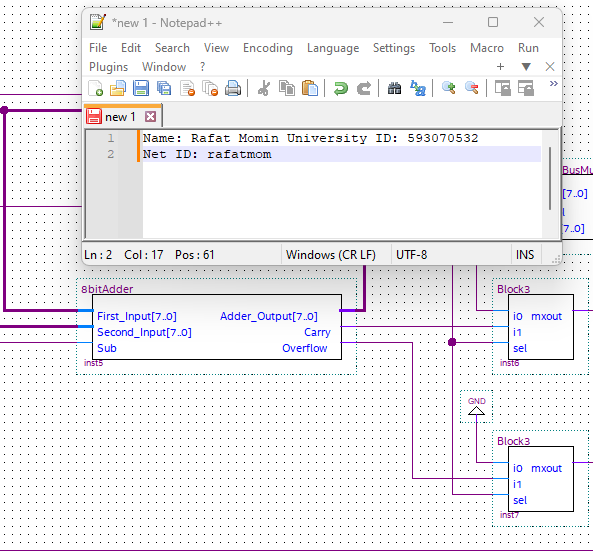 *new 1 - Notepad++
File Edit Search View Encoding Language Settings Tools Macro Run
Plugins Window ?
new 1
1 Name: Rafat Momin University ID: 593070532
2 Net ID: rafatmom
Ln : 2 Col : 17 Pos : 61 Windows (CR LF) UTF-8 INS
BusMu
[7..0]
l
7..0]
8bitAdder
First_Input[7..0] Adder_Output[7..0]
Second_Input[7..0] Carry
Sub Overflow
inst5
Block3
i0 mxout
i1
sel
inst6
GND
Block3
i0 mxout
i1
sel
inst7